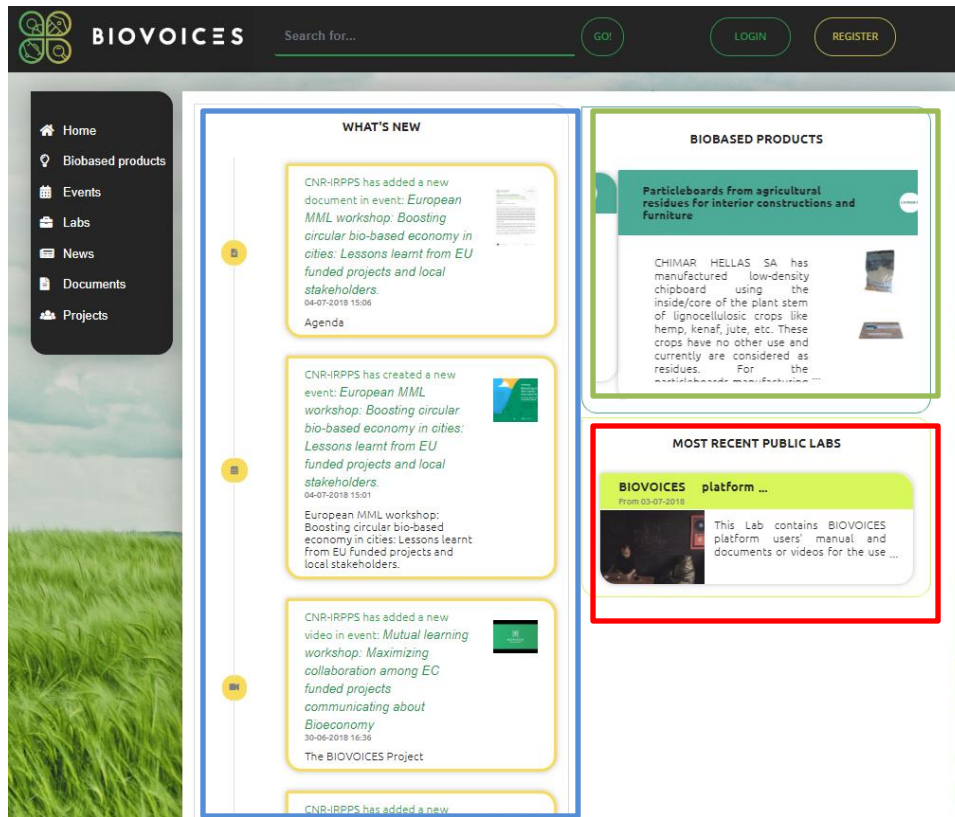 BIOVOICES
Search for...
GO!
LOGIN
REGISTER
Home
Biobased products
Events
Labs
News
Documents
Projects
WHAT'S NEW
CNR-IRPPS has added a new
document in event: European
MML workshop: Boosting
circular bio-based economy in
cities: Lessons learnt from EU
funded projects and local
stakeholders.
04-07-2018 15:06
Agenda
CNR-IRPPS has created a new
event: European MML
workshop: Boosting circular
bio-based economy in cities:
Lessons learnt from EU
funded projects and local
stakeholders.
04-07-2018 15:01
European MML workshop:
Boosting circular bio-based
economy in cities: Lessons learnt
from EU funded projects and
local stakeholders.
CNR-IRPPS has added a new
video in event: Mutual learning
workshop: Maximizing
collaboration among EC
funded projects
communicating about
Bioeconomy
30-06-2018 16:36
The BIOVOICES Project
CNR-IRPPS has added a new
BIOBASED PRODUCTS
Particleboards from agricultural
residues for interior constructions and
furniture
CHIMAR HELLAS SA has
manufactured low-density
chipboard using the
inside/core of the plant stem
of lignocellulosic crops like
hemp, kenaf, jute, etc. These
crops have no other use and
currently are considered as
residues. For the
particleboards manufacturing ...
MOST RECENT PUBLIC LABS
BIOVOICES platform ...
From 03-07-2018
This Lab contains BIOVOICES
platform users' manual and
documents or videos for the use ...